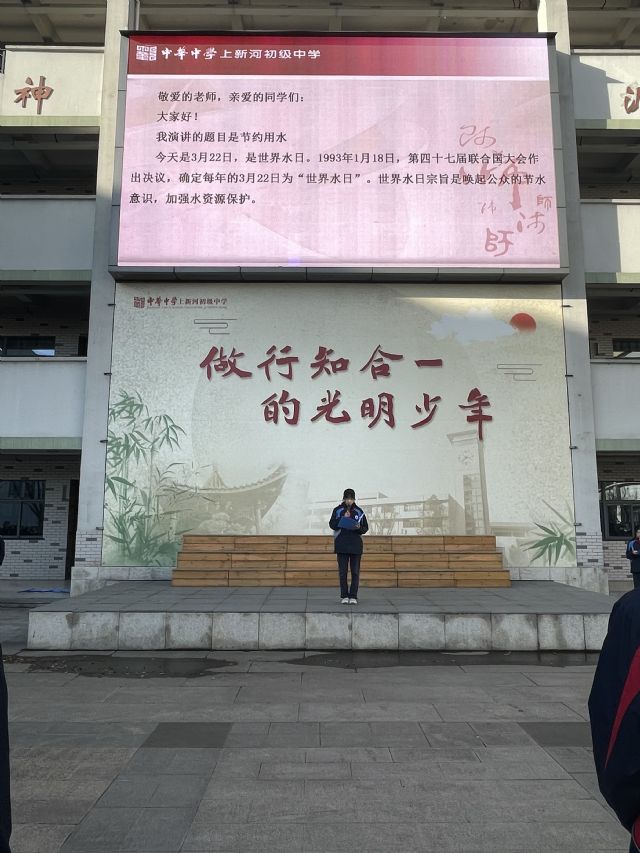 中华中学上新河初级中学
敬爱的老师，亲爱的同学们：
大家好！
我演讲的题目是节约用水
今天是3月22日，是世界水日。1993年1月18日，第四十七届联合国大会作
出决议，确定每年的3月22日为“世界水日”。世界水日宗旨是唤起公众的节水
意识，加强水资源保护。
神
中華中学上新河初级中学
做行知合一
的光明少年